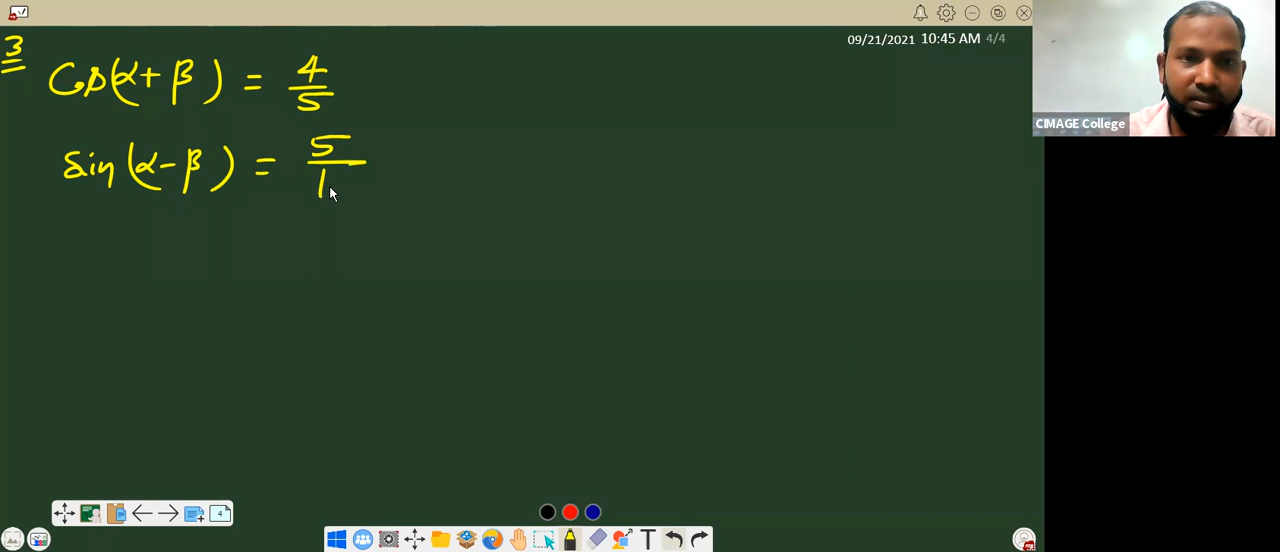 09/21/2021 10:45 AM 4/4
3
Cos(α+β) = 4/5
Sin(α-β) = 5/1
CIMAGE College
4
T